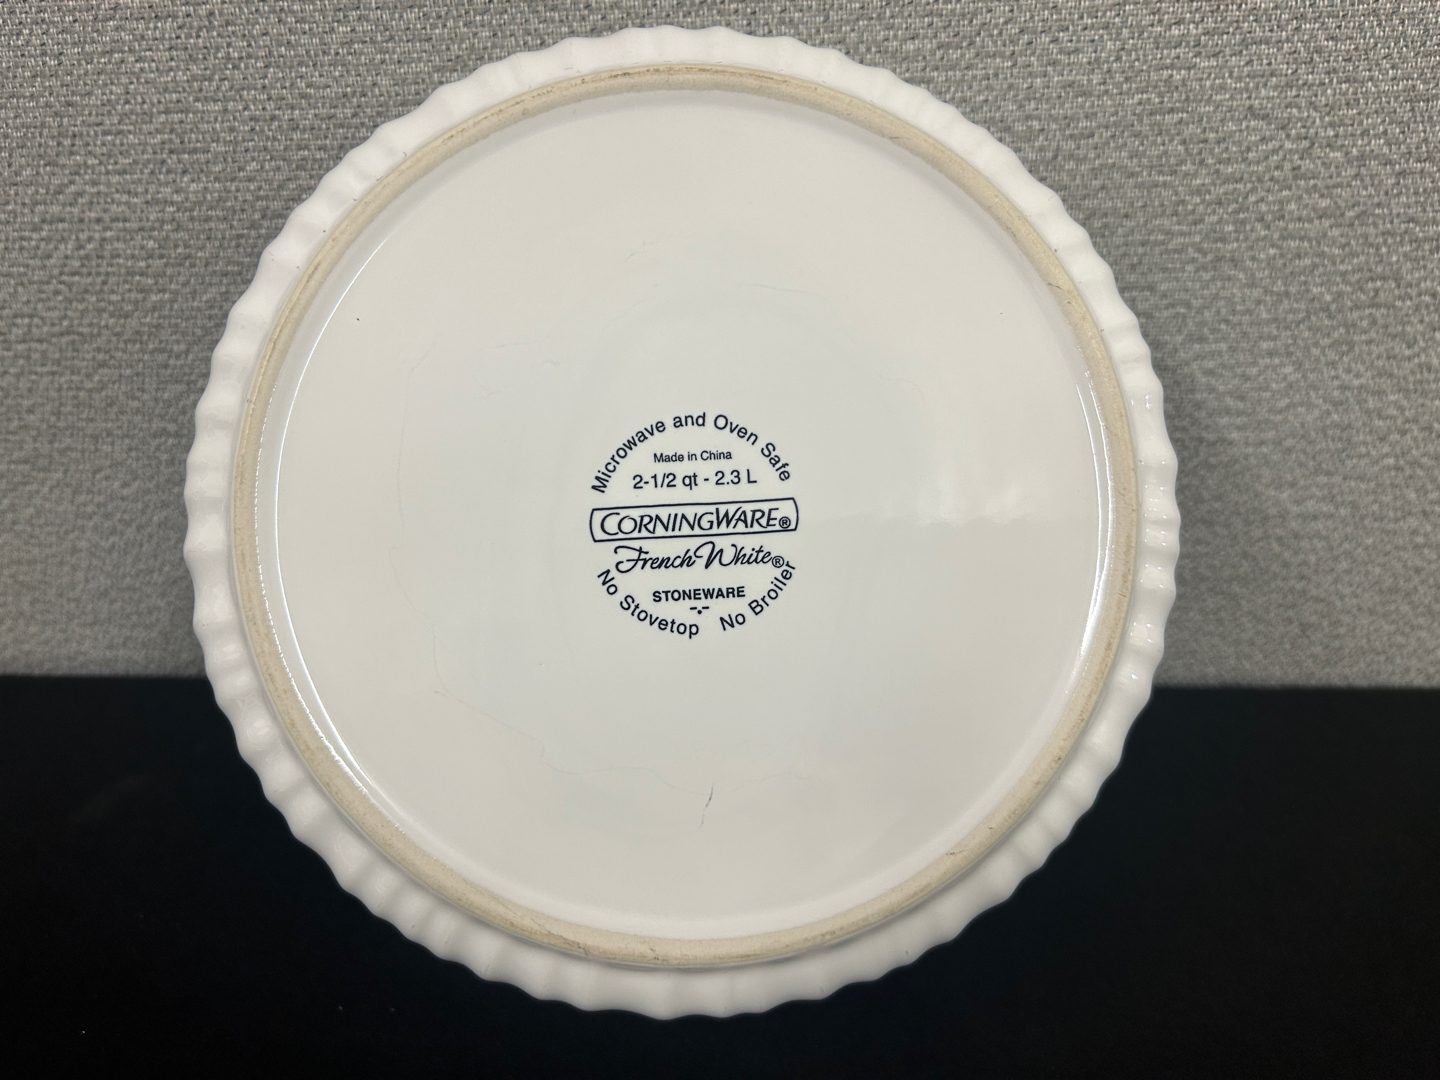 Microwave and Oven Safe
Made in China
2-1/2 qt - 2.3 L
CORNINGWARE®
French White®
STONEWARE
No Stovetop No Broiler